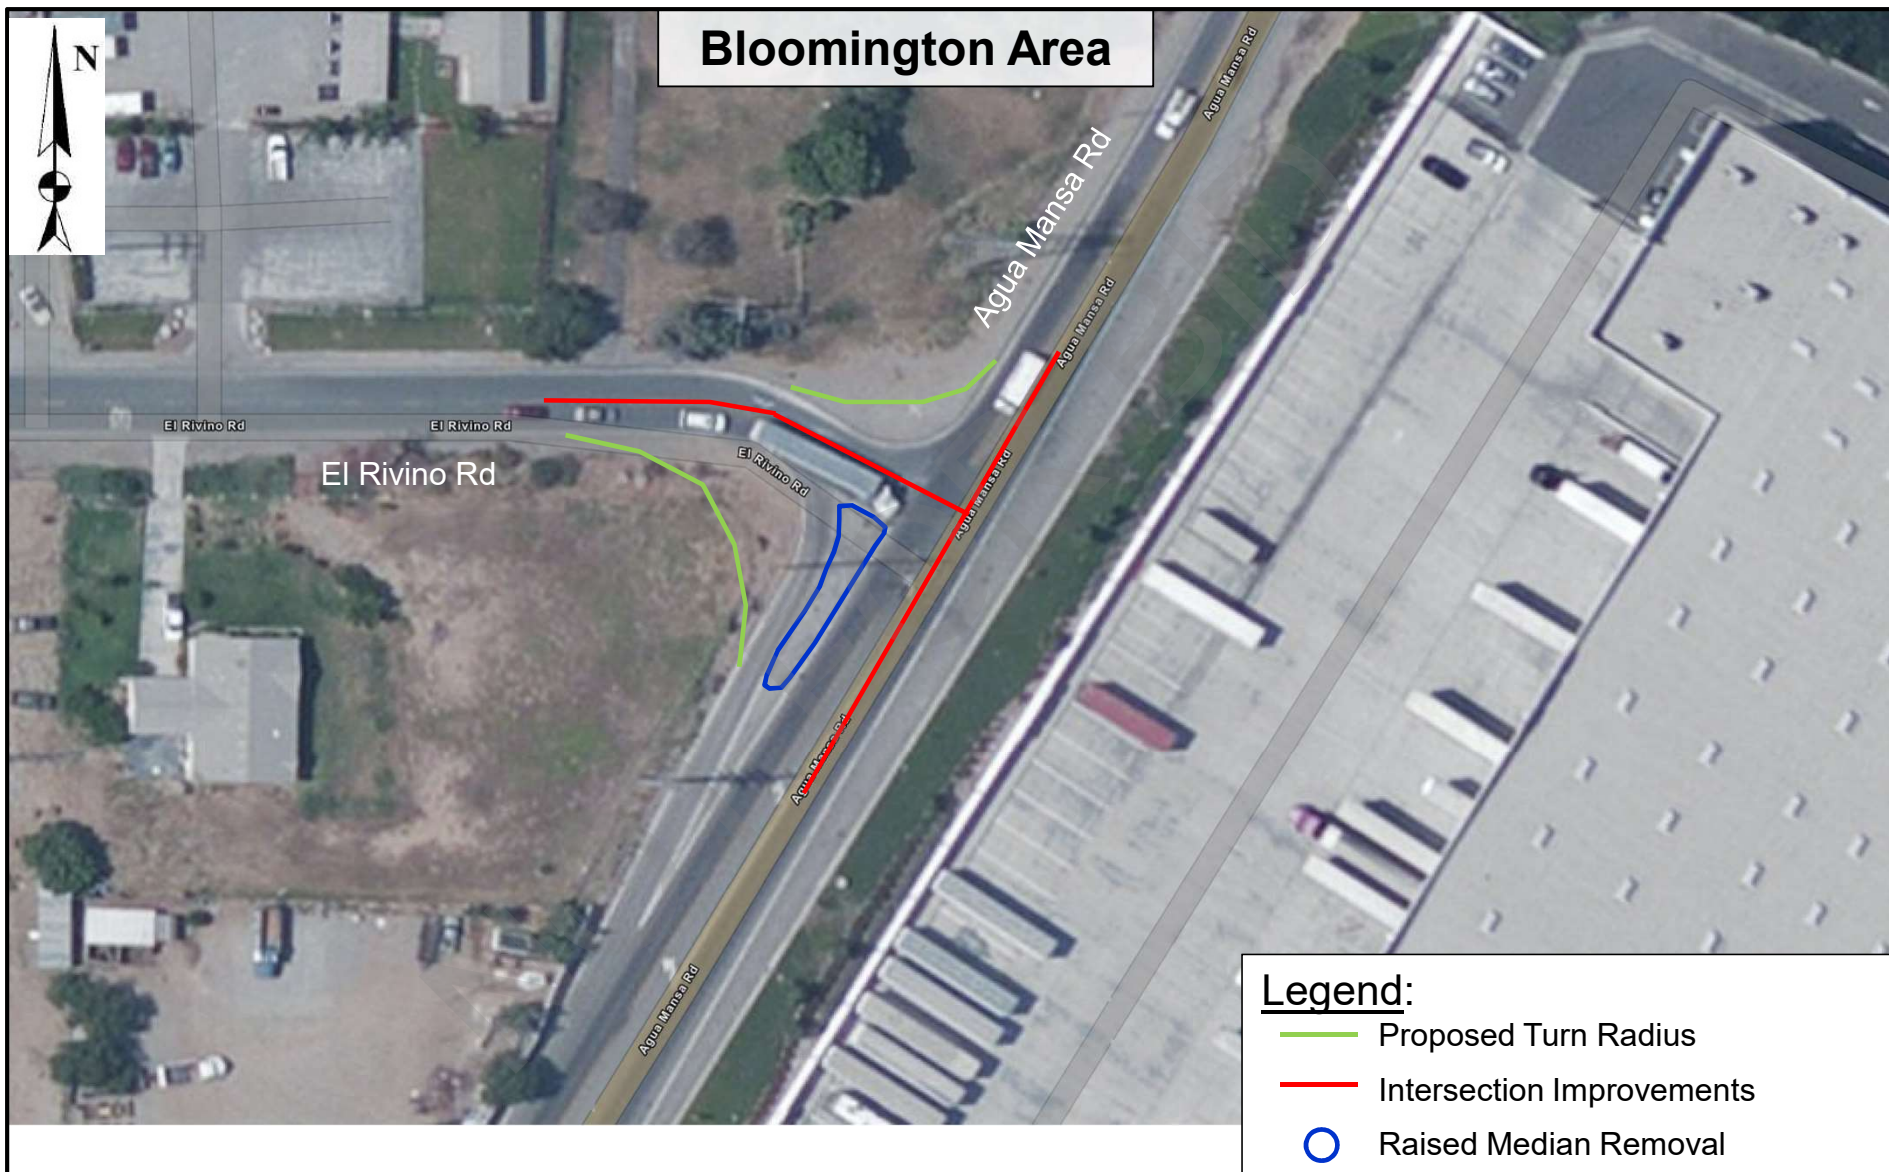 Bloomington Area
N
Agua Mansa Rd
Agua Mansa Rd
Agua Mansa Rd
El Rivino Rd
El Rivino Rd
El Rivino Rd
El Rivino Rd
Agua Mansa Rd
Agua Mansa Rd
Agua Mansa Rd
Legend:
Proposed Turn Radius
Intersection Improvements
Raised Median Removal